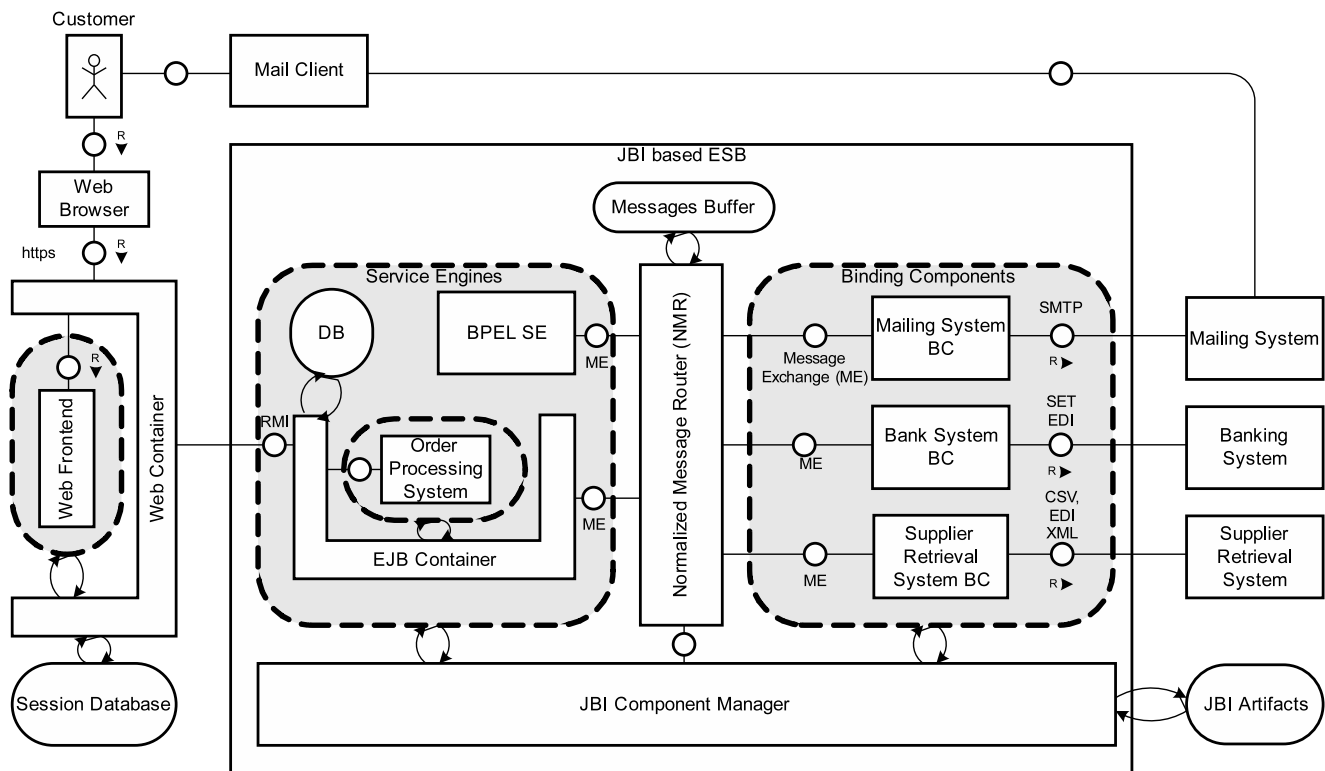 Customer
Mail Client
R
Web
Browser
https
R
JBI based ESB
Messages Buffer
Service Engines
Binding Components
DB
BPEL SE
ME
Normalized Message Router (NMR)
Message
Exchange (ME)
Mailing System
BC
SMTP
R
Mailing System
R
Web Frontend
Web Container
RMI
Order
Processing
System
EJB Container
ME
ME
Bank System
BC
SET
EDI
R
Banking
System
ME
Supplier
Retrieval
System BC
CSV,
EDI
XML
R
Supplier
Retrieval
System
Session Database
JBI Component Manager
JBI Artifacts